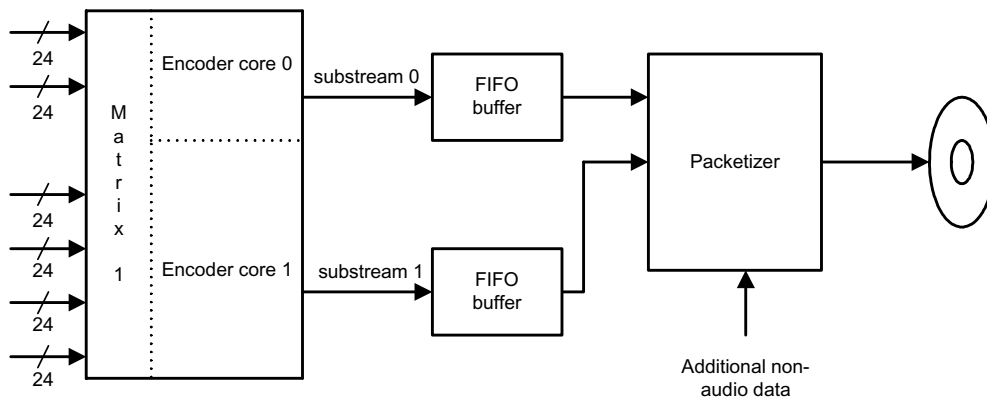 24
24
24
24
24
24
Matrix 1
Encoder core 0
Encoder core 1
substream 0
substream 1
FIFO
buffer
FIFO
buffer
Packetizer
Additional non-
audio data